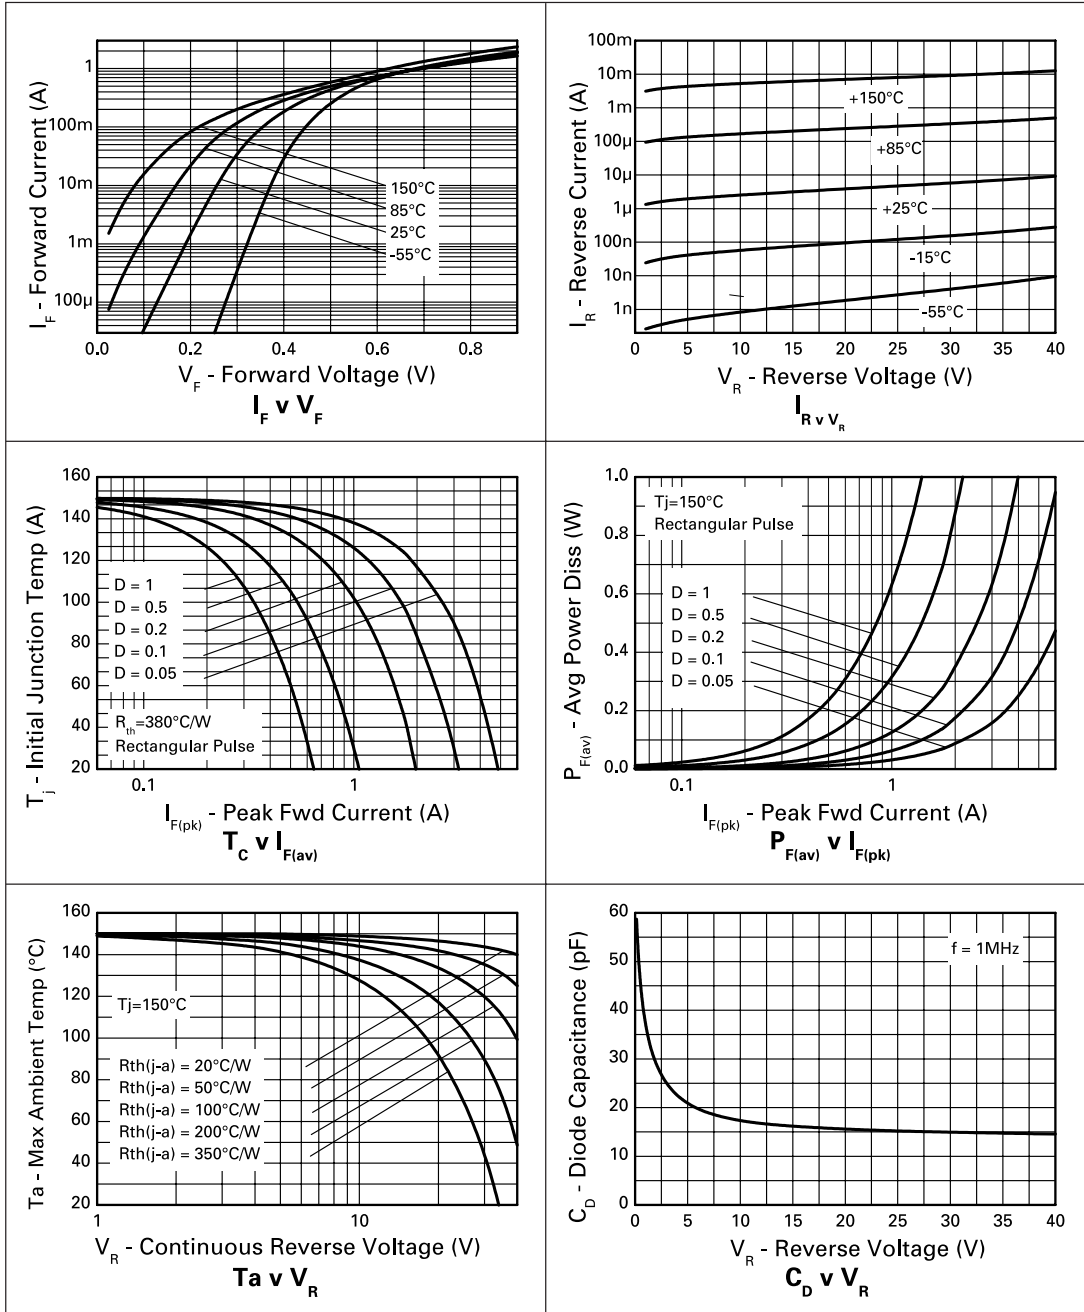 I_F - Forward Current (A)
1
100m
10m
1m
100µ
150°C
85°C
25°C
-55°C
0.0 0.2 0.4 0.6 0.8
V_F - Forward Voltage (V)
I_F v V_F
I_R - Reverse Current (A)
100m
10m
1m
100µ
10µ
1µ
100n
10n
1n
+150°C
+85°C
+25°C
-15°C
-55°C
0 5 10 15 20 25 30 35 40
V_R - Reverse Voltage (V)
I_R v V_R
T_j - Initial Junction Temp (A)
160
140
120
100
80
60
40
20
D = 1
D = 0.5
D = 0.2
D = 0.1
D = 0.05
R_th=380°C/W
Rectangular Pulse
0.1 1
I_F(pk) - Peak Fwd Current (A)
T_C v I_F(av)
P_F(av) - Avg Power Diss (W)
1.0
0.8
0.6
0.4
0.2
0.0
Tj=150°C
Rectangular Pulse
D = 1
D = 0.5
D = 0.2
D = 0.1
D = 0.05
0.1 1
I_F(pk) - Peak Fwd Current (A)
P_F(av) v I_F(pk)
Ta - Max Ambient Temp (°C)
160
140
120
100
80
60
40
20
Tj=150°C
Rth(j-a) = 20°C/W
Rth(j-a) = 50°C/W
Rth(j-a) = 100°C/W
Rth(j-a) = 200°C/W
Rth(j-a) = 350°C/W
1 10
V_R - Continuous Reverse Voltage (V)
Ta v V_R
C_D - Diode Capacitance (pF)
60
50
40
30
20
10
0
f = 1MHz
0 5 10 15 20 25 30 35 40
V_R - Reverse Voltage (V)
C_D v V_R